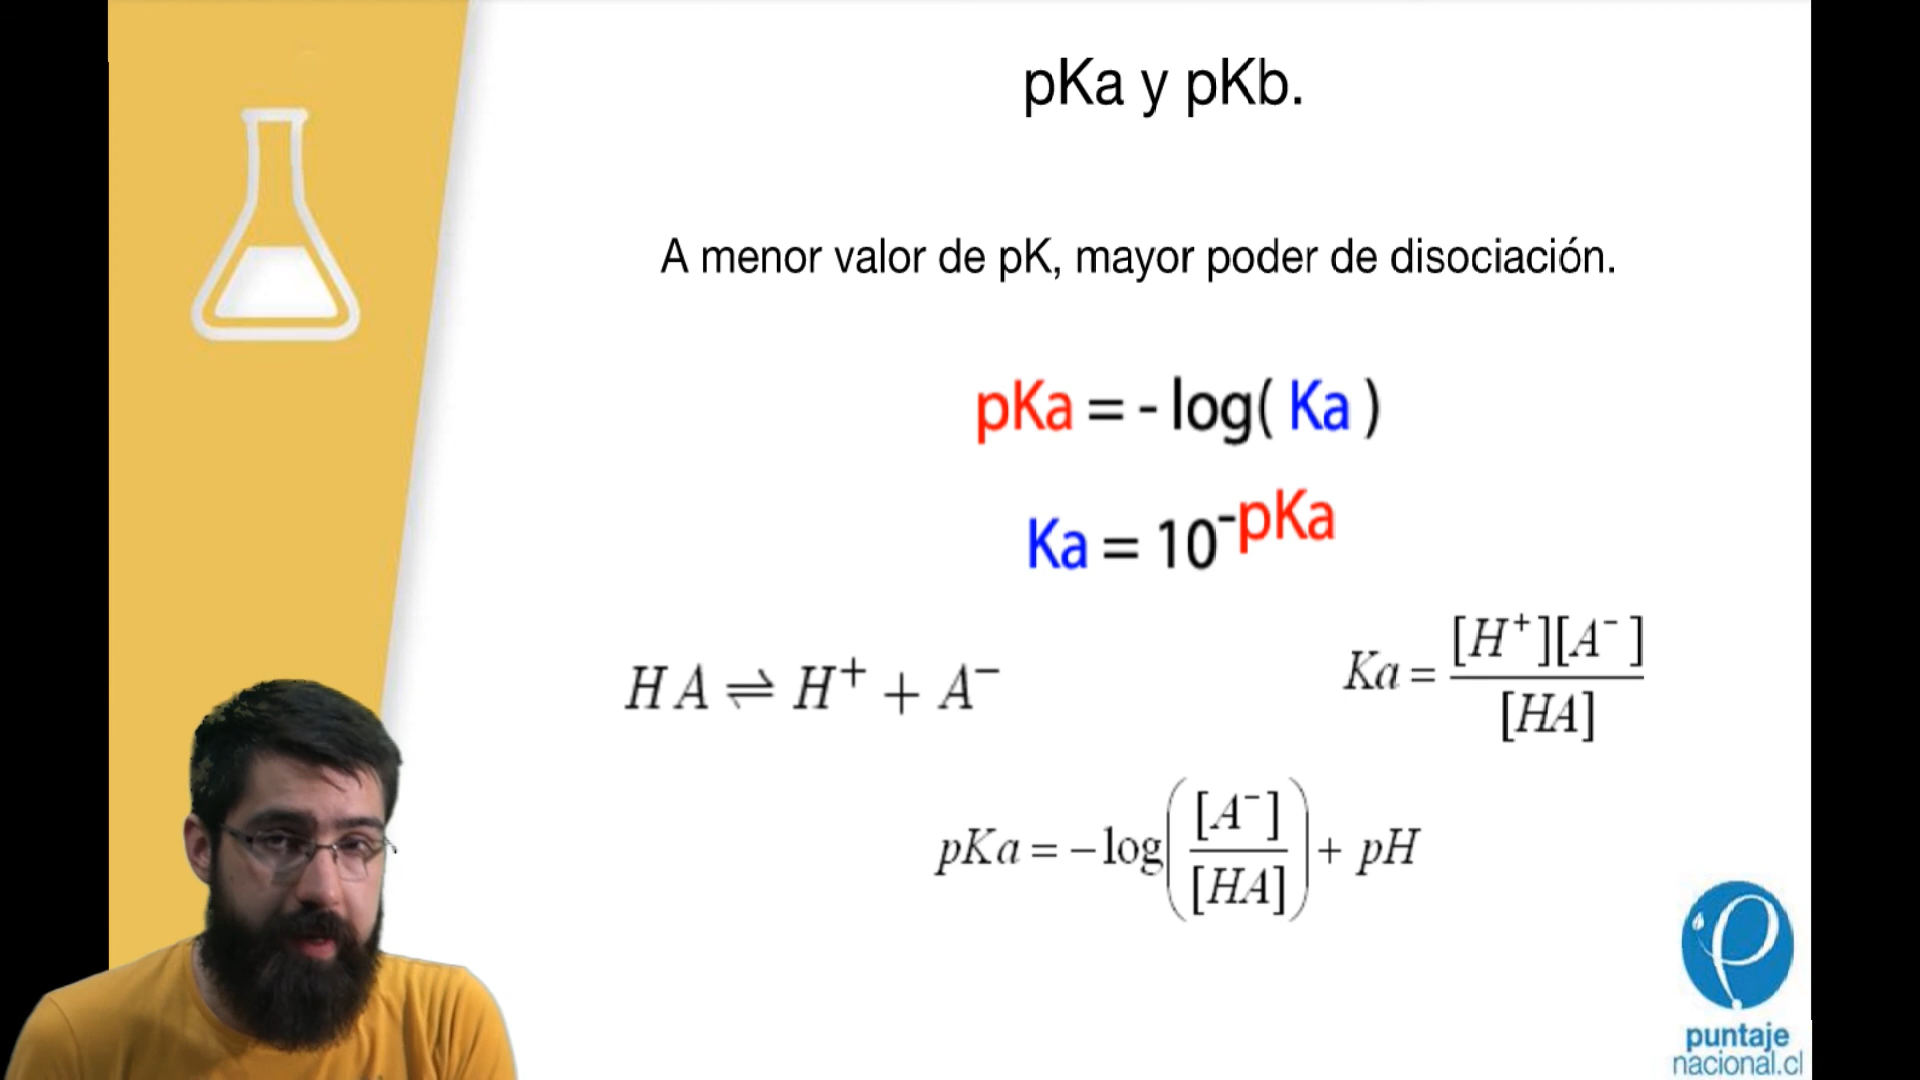 pKa y pKb.
A menor valor de pK, mayor poder de disociación.
pKa = - log( Ka )
Ka = 10^-pKa
HA ⇌ H⁺ + A⁻
Ka = [H⁺][A⁻] / [HA]
pKa = −log([A⁻] / [HA]) + pH
puntaje
nacional.cl